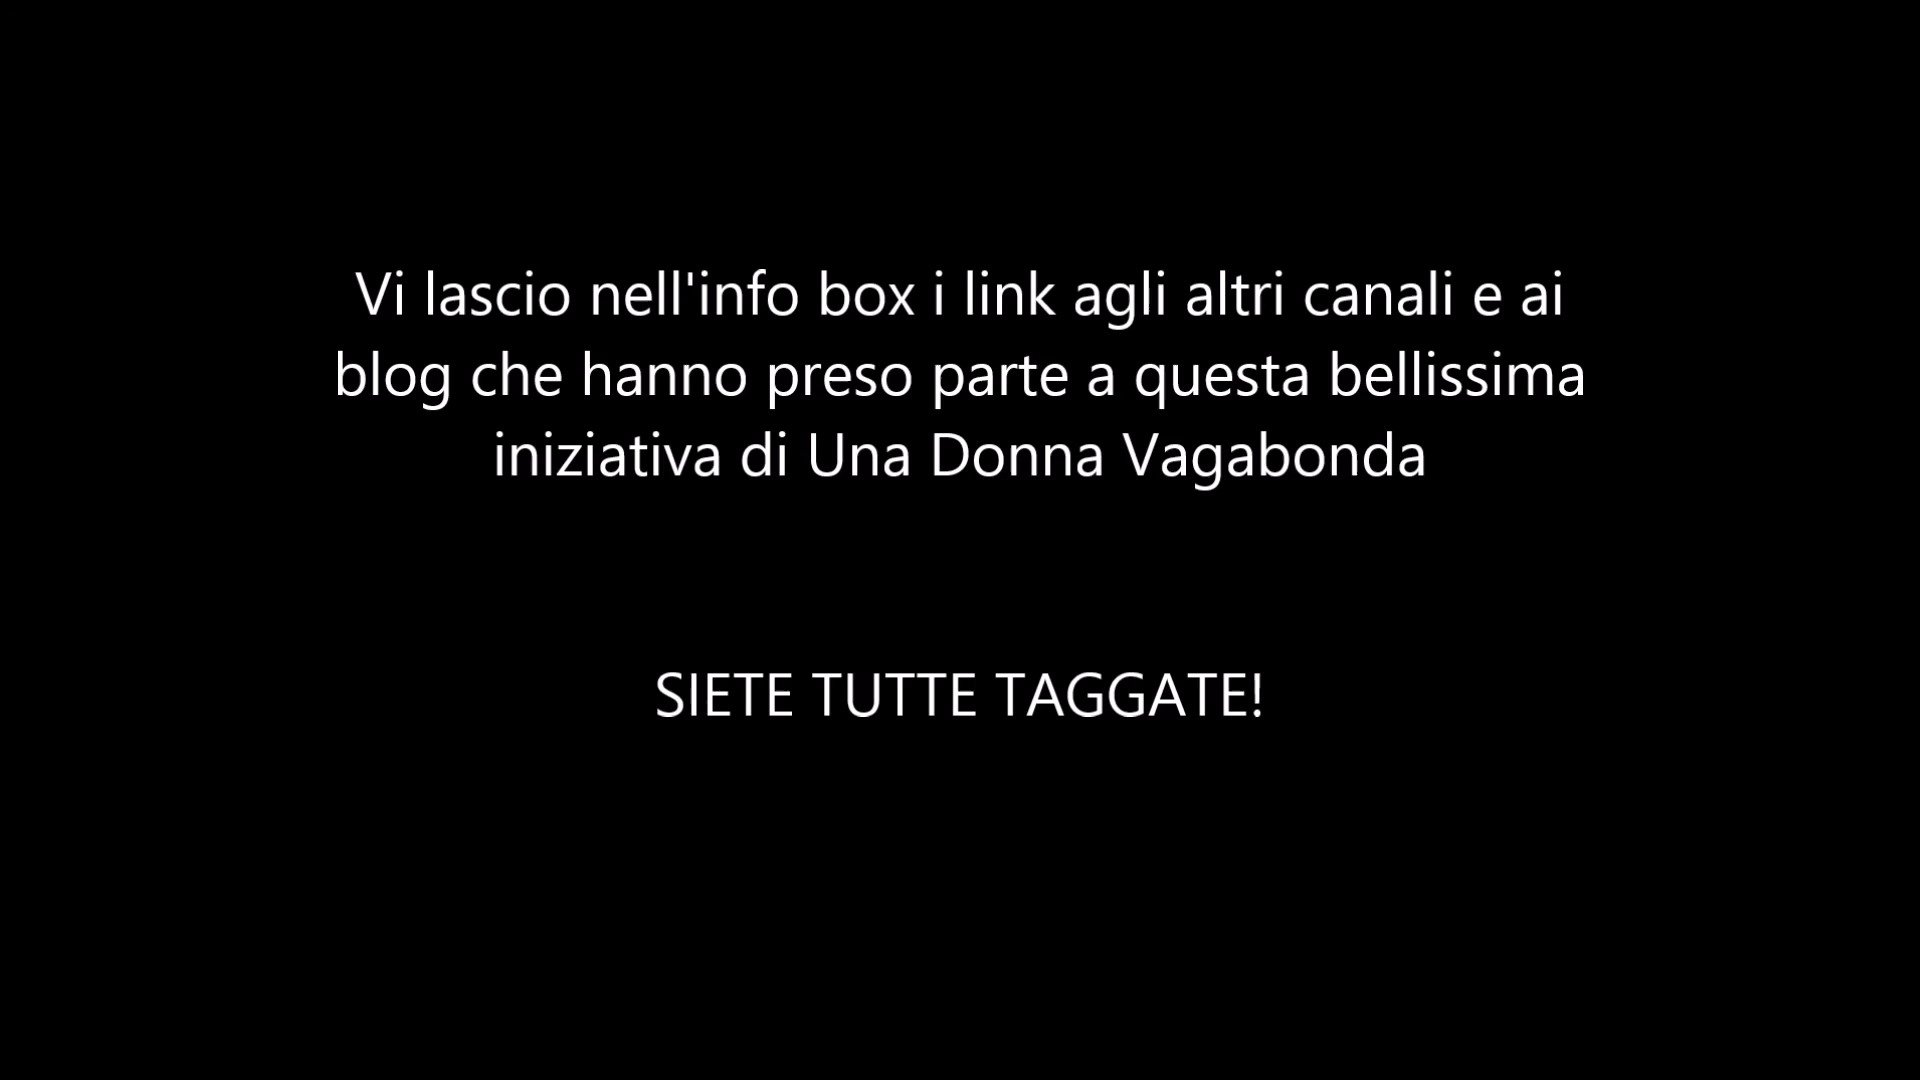 Vi lascio nell'info box i link agli altri canali e ai
blog che hanno preso parte a questa bellissima
iniziativa di Una Donna Vagabonda
SIETE TUTTE TAGGATE!